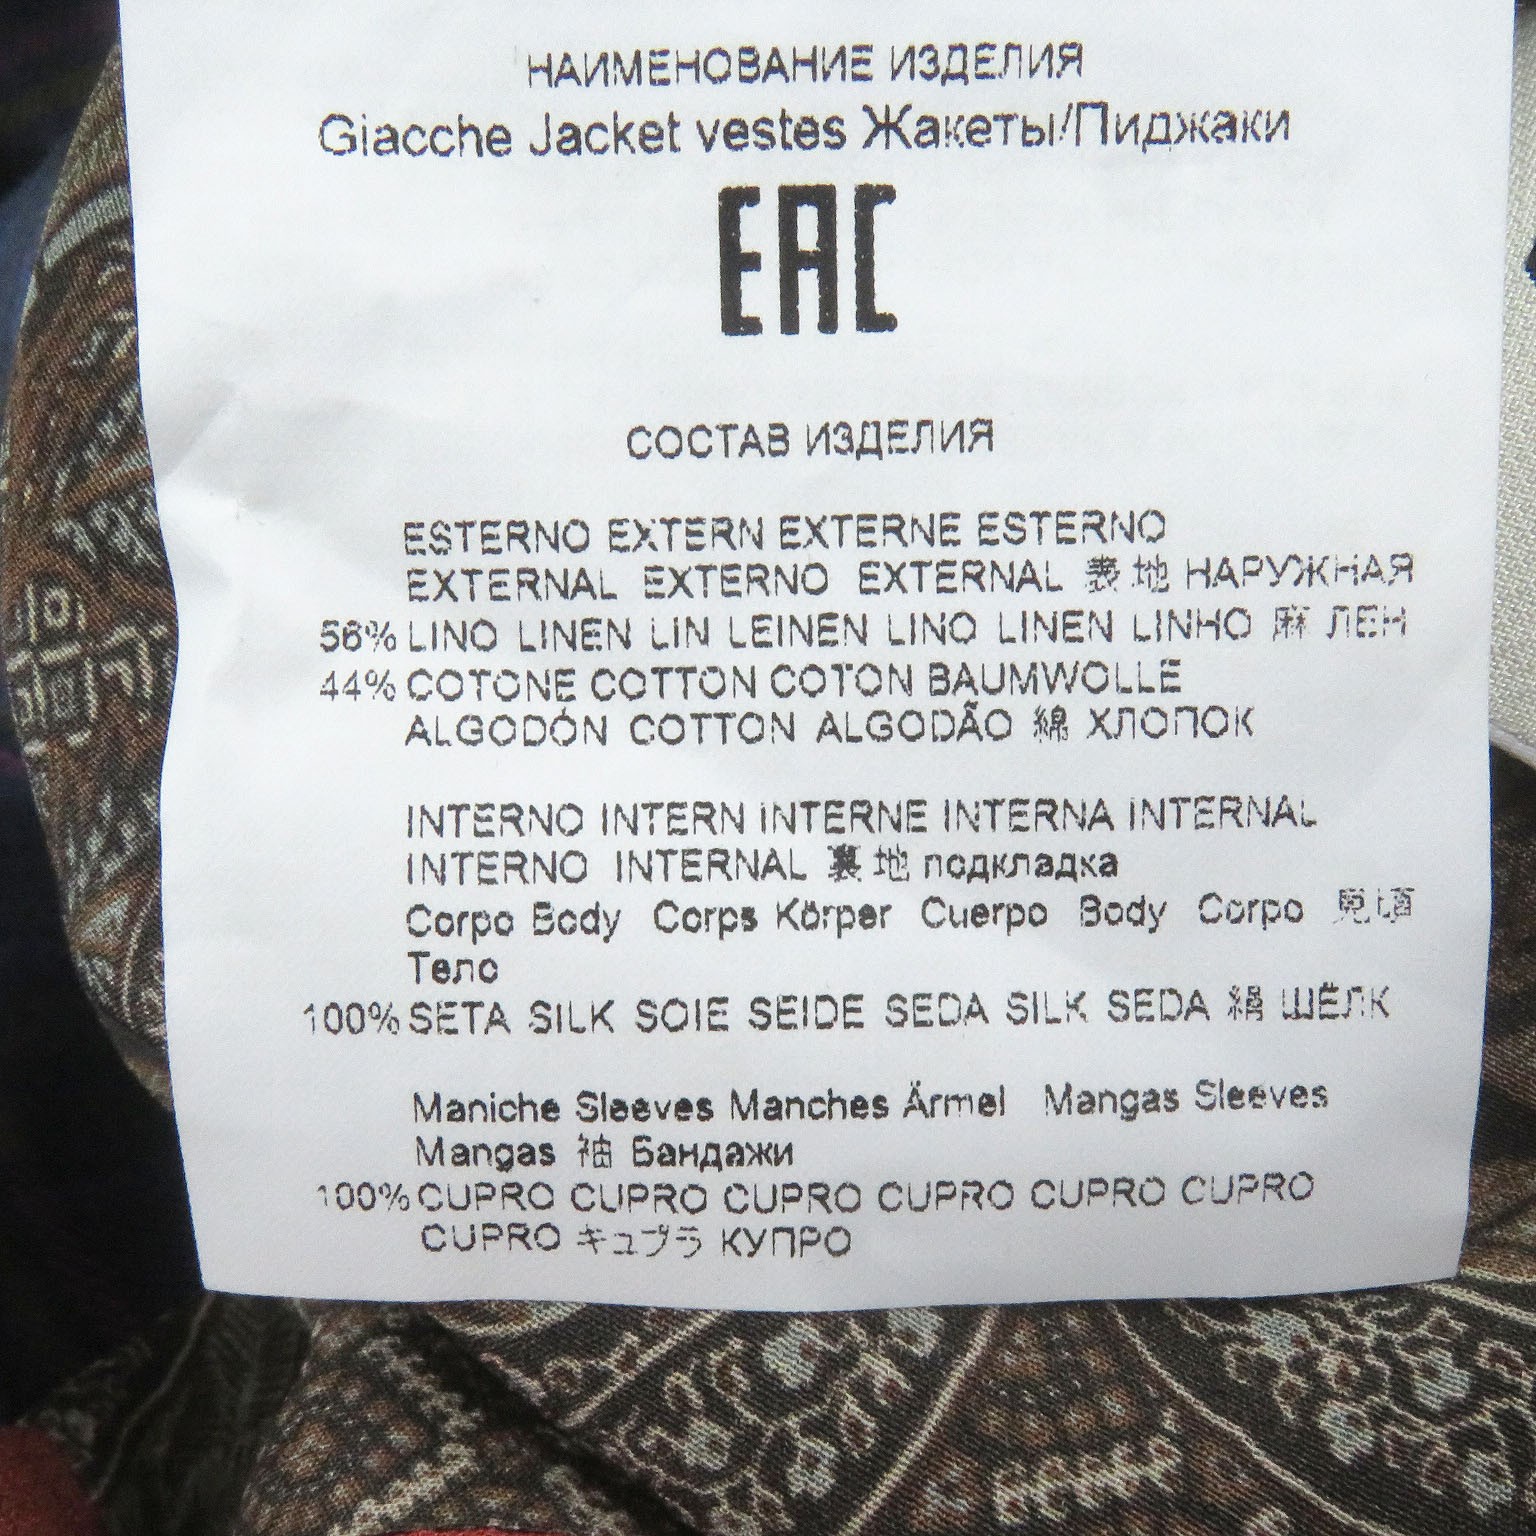 НАИМЕНОВАНИЕ ИЗДЕЛИЯ
Giacche Jacket vestes Жакеты/Пиджаки
EAC
СОСТАВ ИЗДЕЛИЯ
ESTERNO EXTERN EXTERNE ESTERNO
EXTERNAL EXTERNO EXTERNAL 表地 НАРУЖНАЯ
56% LINO LINEN LIN LEINEN LINO LINEN LINHO 麻 ЛЕН
44% COTONE COTTON COTON BAUMWOLLE
ALGODÓN COTTON ALGODÃO 綿 ХЛОПОК
INTERNO INTERN INTERNE INTERNA INTERNAL
INTERNO INTERNAL 裏地 подкладка
Corpo Body Corps Körper Cuerpo Body Corpo
Тело
100% SETA SILK SOIE SEIDE SEDA SILK SEDA 絹 ШЁЛК
Maniche Sleeves Manches Ärmel Mangas Sleeves
Mangas 袖 Бандажи
100% CUPRO CUPRO CUPRO CUPRO CUPRO CUPRO
CUPRO キュプラ КУПРО